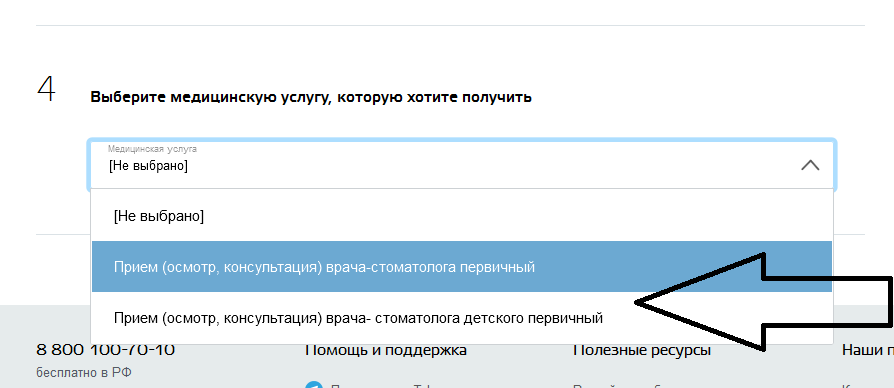 4
Выберите медицинскую услугу, которую хотите получить
Медицинская услуга
[Не выбрано]
[Не выбрано]
Прием (осмотр, консультация) врача-стоматолога первичный
Прием (осмотр, консультация) врача- стоматолога детского первичный
8 800 100-70-10
Помощь и поддержка
Полезные ресурсы
Наши
бесплатно в РФ